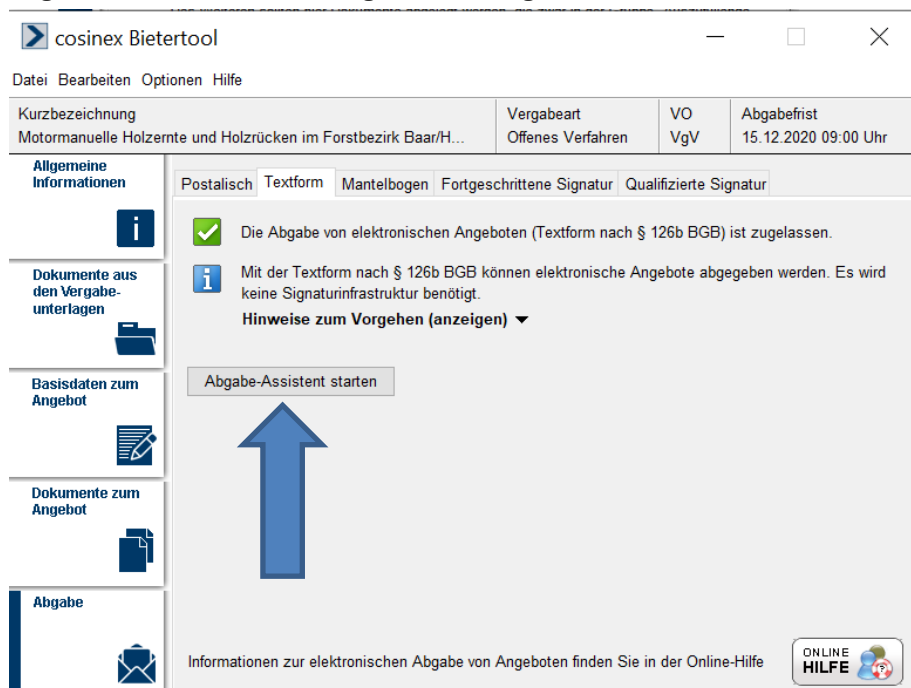 cosinex Bietertool
Datei Bearbeiten Optionen Hilfe
Kurzbezeichnung
Motormanuelle Holzernte und Holzrücken im Forstbezirk Baar/H...
Vergabeart
Offenes Verfahren
VO
VgV
Abgabefrist
15.12.2020 09:00 Uhr
Allgemeine
Informationen
Dokumente aus
den Vergabe-
unterlagen
Basisdaten zum
Angebot
Dokumente zum
Angebot
Abgabe
Postalisch Textform Mantelbogen Fortgeschrittene Signatur Qualifizierte Signatur
Die Abgabe von elektronischen Angeboten (Textform nach § 126b BGB) ist zugelassen.
Mit der Textform nach § 126b BGB können elektronische Angebote abgegeben werden. Es wird
keine Signaturinfrastruktur benötigt.
Hinweise zum Vorgehen (anzeigen)
Abgabe-Assistent starten
Informationen zur elektronischen Abgabe von Angeboten finden Sie in der Online-Hilfe
ONLINE
HILFE